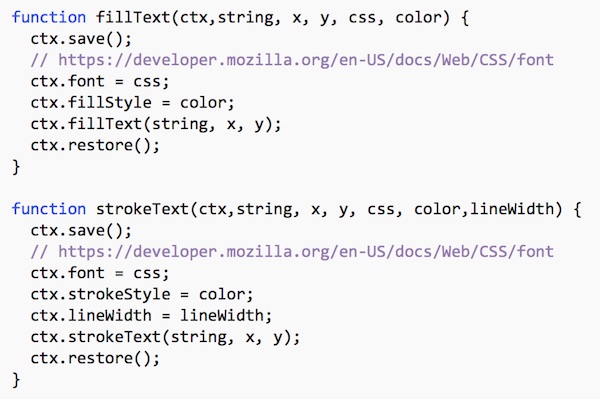 function fillText(ctx,string, x, y, css, color) {
  ctx.save();
  // https://developer.mozilla.org/en-US/docs/Web/CSS/font
  ctx.font = css;
  ctx.fillStyle = color;
  ctx.fillText(string, x, y);
  ctx.restore();
}

function strokeText(ctx,string, x, y, css, color,lineWidth) {
  ctx.save();
  // https://developer.mozilla.org/en-US/docs/Web/CSS/font
  ctx.font = css;
  ctx.strokeStyle = color;
  ctx.lineWidth = lineWidth;
  ctx.strokeText(string, x, y);
  ctx.restore();
}